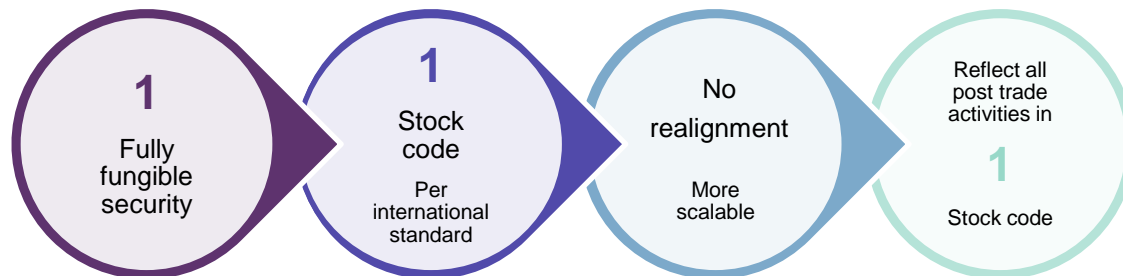 1
Fully
fungible
security
1
Stock
code
Per
international
standard
No
realignment
More
scalable
Reflect all
post trade
activities in
1
Stock code